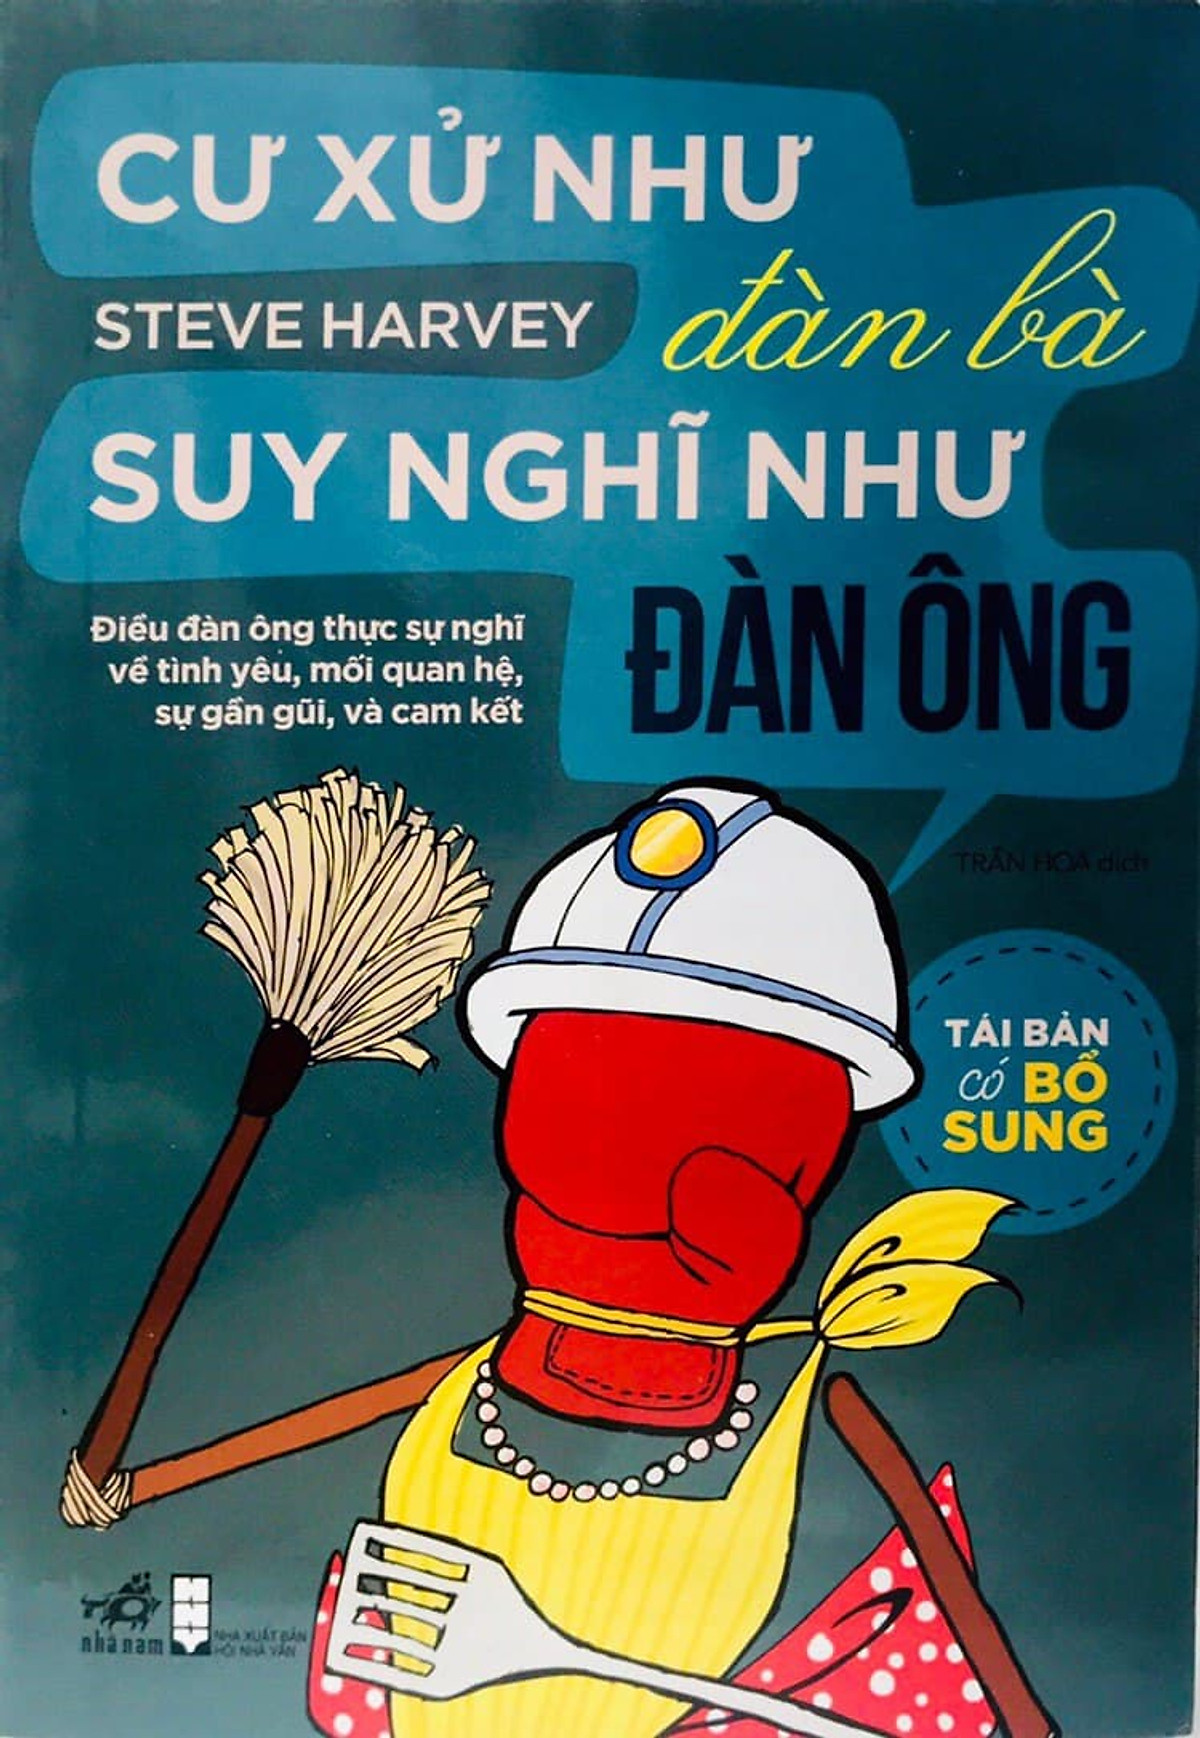 CƯ XỬ NHƯ
đàn bà
STEVE HARVEY
SUY NGHĨ NHƯ
ĐÀN ÔNG
Điều đàn ông thực sự nghĩ
về tình yêu, mối quan hệ,
sự gần gũi, và cam kết
TRẦN HOA dịch
TÁI BẢN
có BỔ
SUNG
nhã nam
NHÀ XUẤT BẢN
HỘI NHÀ VĂN